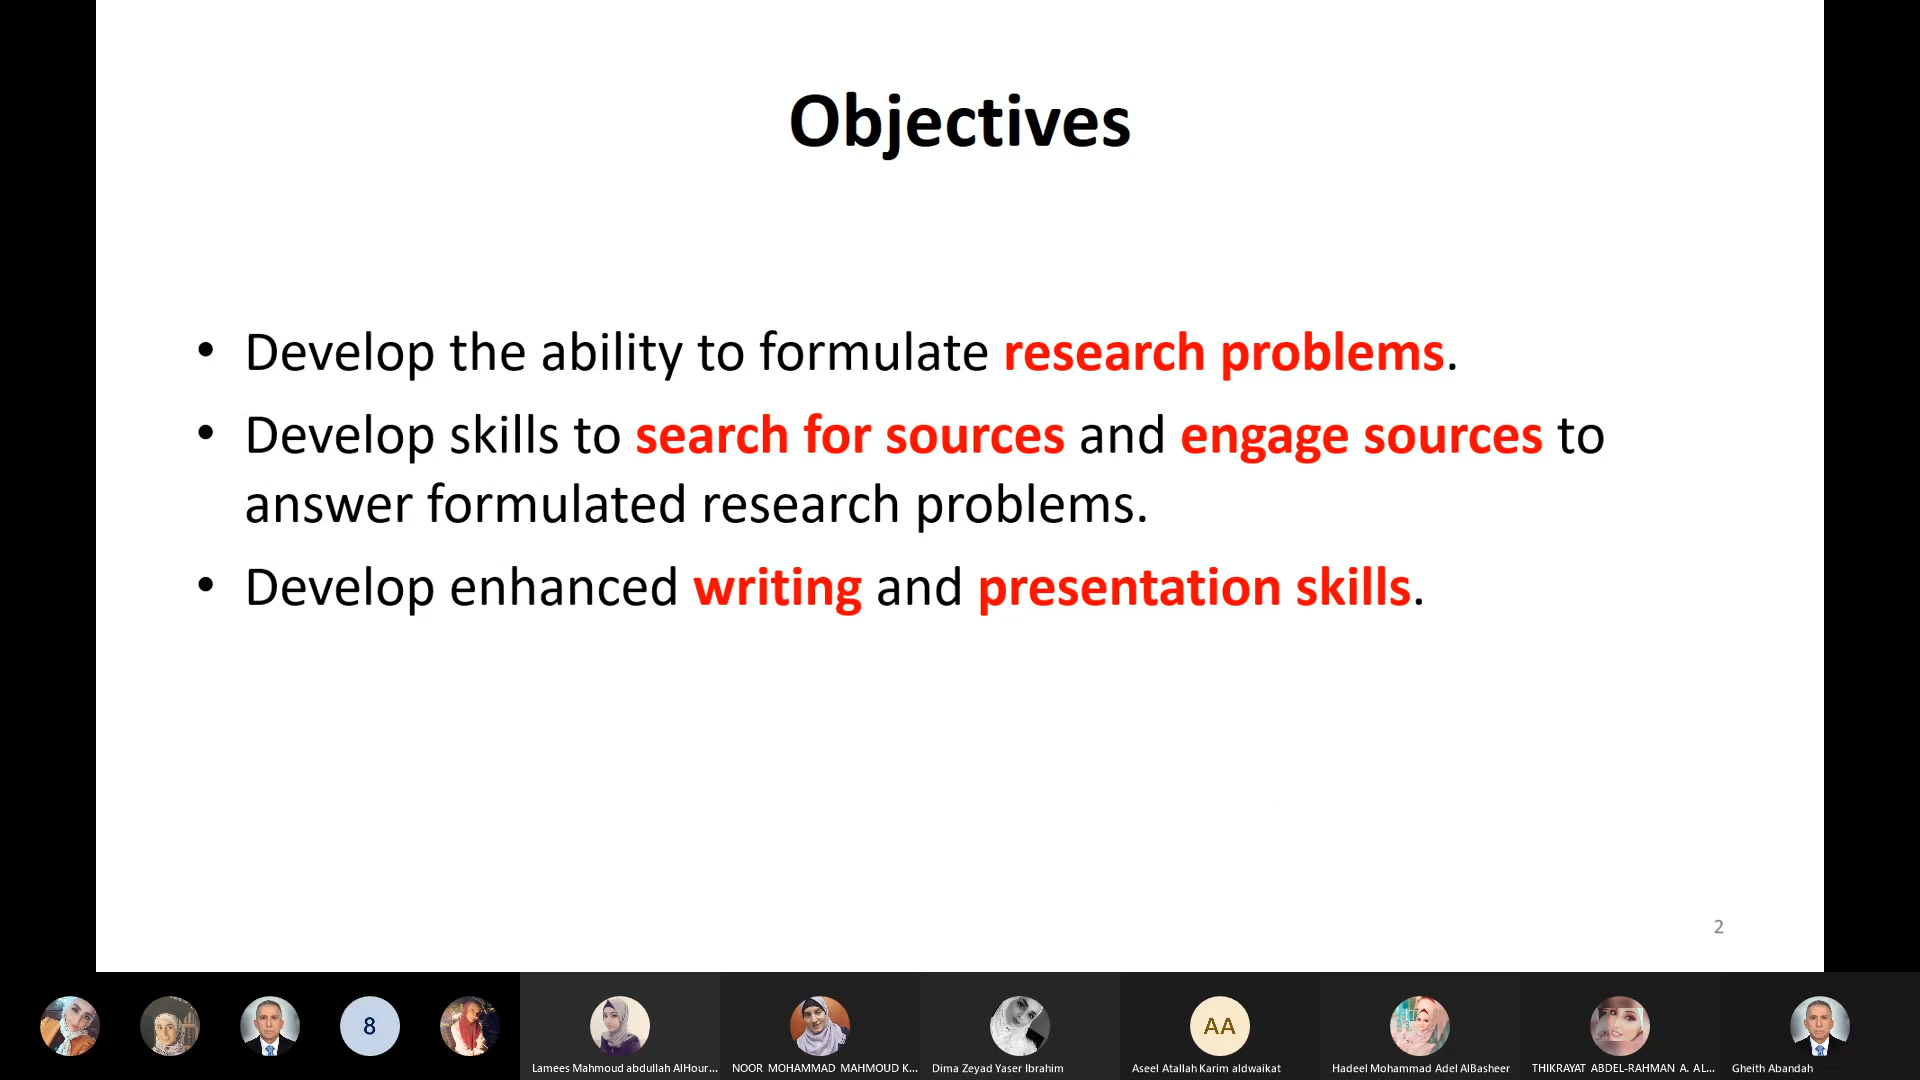 Objectives
• Develop the ability to formulate research problems.
• Develop skills to search for sources and engage sources to
answer formulated research problems.
• Develop enhanced writing and presentation skills.
2
8
AA
Lamees Mahmoud abdullah AlHour...
NOOR MOHAMMAD MAHMOUD K...
Dima Zeyad Yaser Ibrahim
Aseel Atallah Karim aldwaikat
Hadeel Mohammad Adel AlBasheer
THIKRAYAT ABDEL-RAHMAN A. AL...
Gheith Abandah